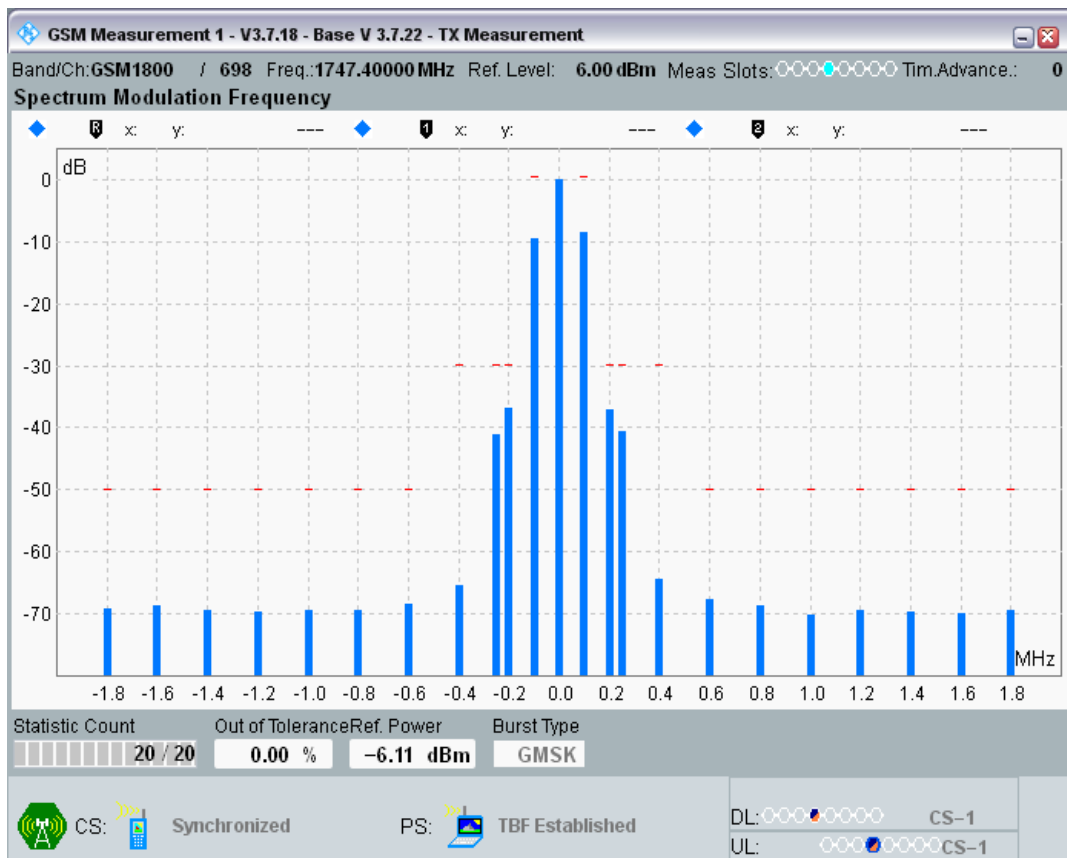 GSM Measurement 1 - V3.7.18 - Base V 3.7.22 - TX Measurement
Band/Ch:GSM1800 / 698 Freq.:1747.40000 MHz Ref. Level: 6.00 dBm Meas Slots: Tim.Advance.: 0
Spectrum Modulation Frequency
R x: y: --- 1 x: y: --- 2 x: y: ---
dB
0
-10
-20
-30
-40
-50
-60
-70
MHz
-1.8 -1.6 -1.4 -1.2 -1.0 -0.8 -0.6 -0.4 -0.2 0.0 0.2 0.4 0.6 0.8 1.0 1.2 1.4 1.6 1.8
Statistic Count Out of Tolerance Ref. Power Burst Type
20 / 20 0.00 % −6.11 dBm GMSK
CS: Synchronized PS: TBF Established
DL: CS−1
UL: CS−1